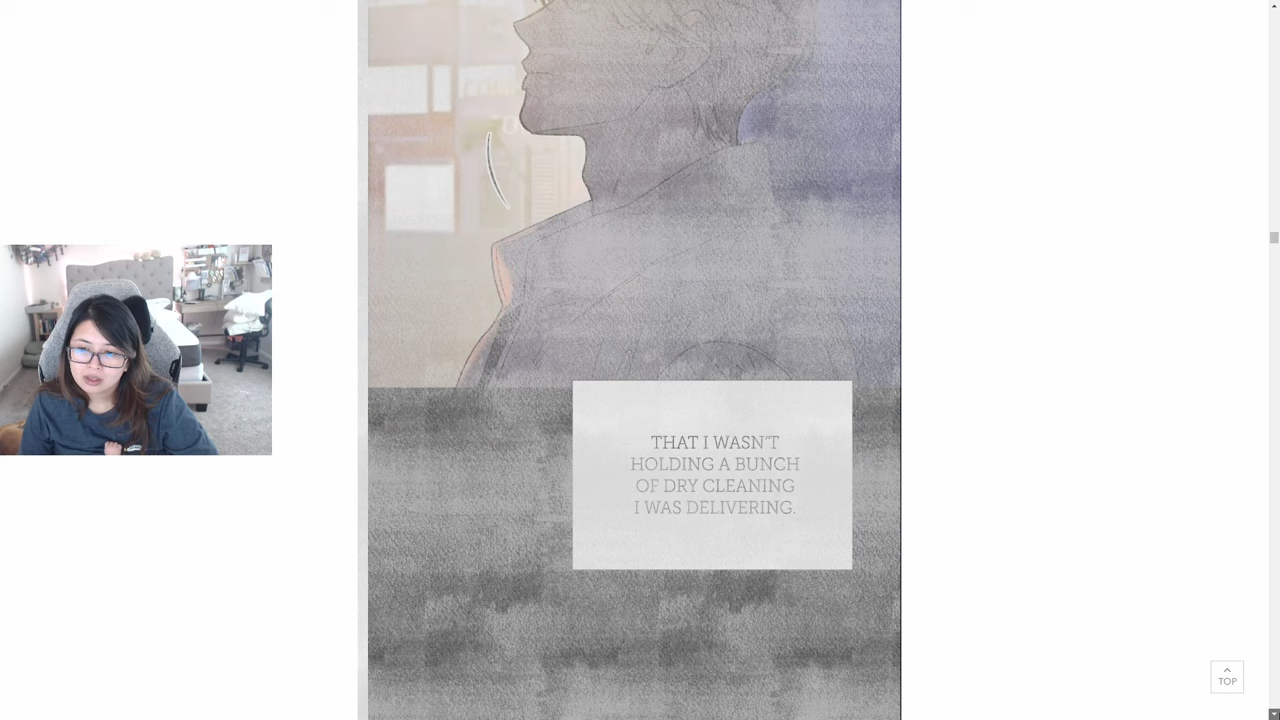 THAT I WASN'T
HOLDING A BUNCH
OF DRY CLEANING
I WAS DELIVERING.
TOP